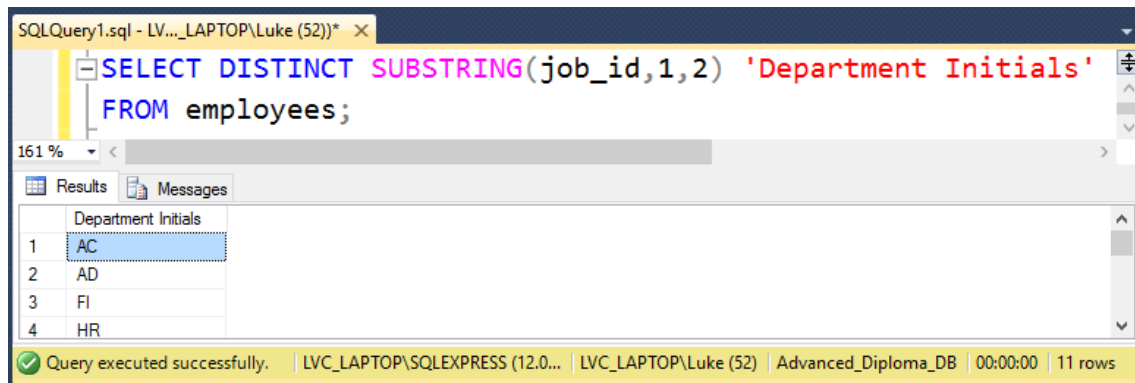 SQLQuery1.sql - LV..._LAPTOP\Luke (52))*
SELECT DISTINCT SUBSTRING(job_id,1,2) 'Department Initials'
FROM employees;
161 %
Results Messages
Department Initials
1 AC
2 AD
3 FI
4 HR
Query executed successfully. LVC_LAPTOP\SQLEXPRESS (12.0... LVC_LAPTOP\Luke (52) Advanced_Diploma_DB 00:00:00 11 rows